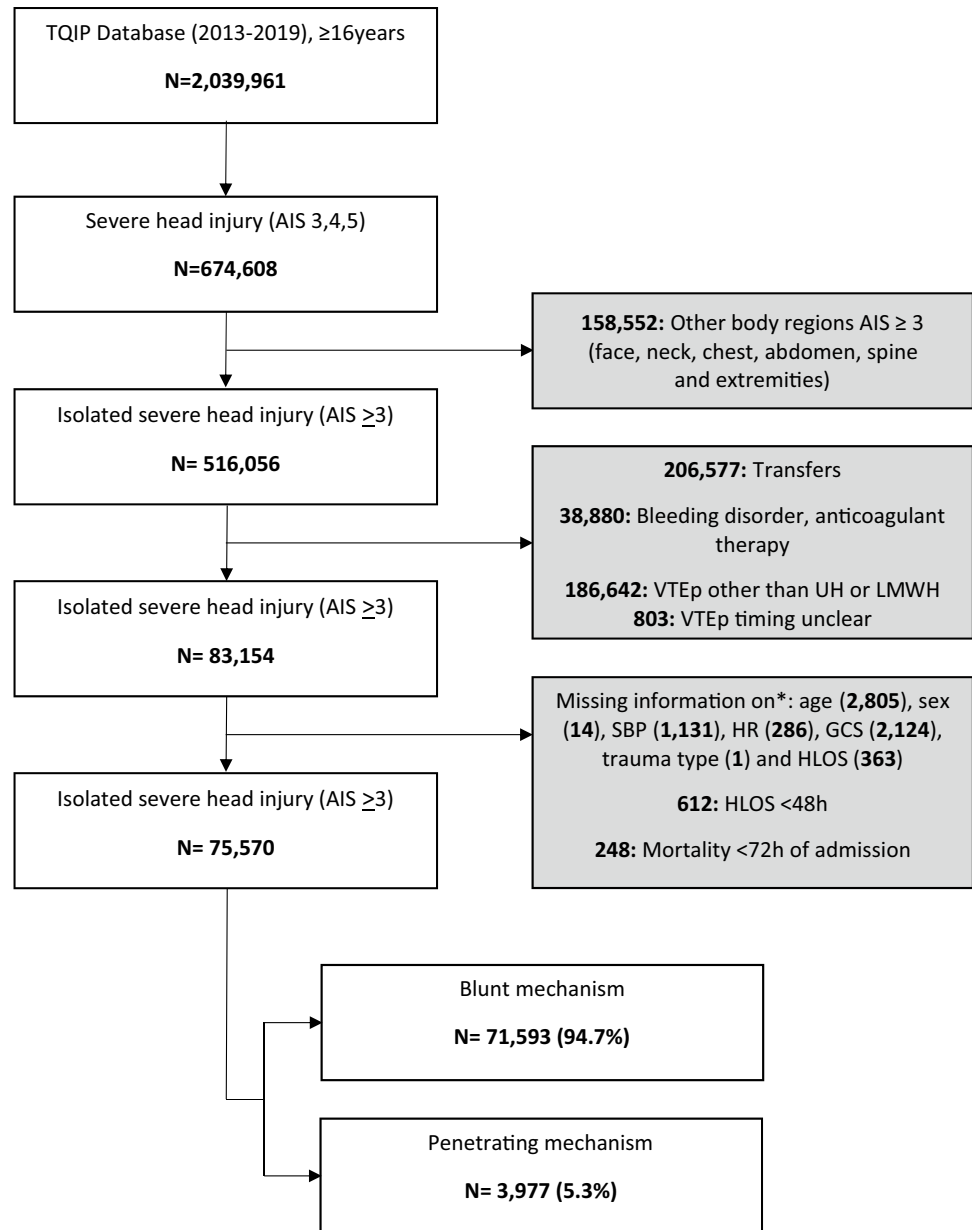 TQIP Database (2013-2019), ≥16years
N=2,039,961
Severe head injury (AIS 3,4,5)
N=674,608
158,552: Other body regions AIS ≥ 3
(face, neck, chest, abdomen, spine
and extremities)
Isolated severe head injury (AIS ≥3)
N= 516,056
206,577: Transfers
38,880: Bleeding disorder, anticoagulant
therapy
186,642: VTEp other than UH or LMWH
803: VTEp timing unclear
Isolated severe head injury (AIS ≥3)
N= 83,154
Missing information on*: age (2,805), sex
(14), SBP (1,131), HR (286), GCS (2,124),
trauma type (1) and HLOS (363)
612: HLOS <48h
248: Mortality <72h of admission
Isolated severe head injury (AIS ≥3)
N= 75,570
Blunt mechanism
N= 71,593 (94.7%)
Penetrating mechanism
N= 3,977 (5.3%)